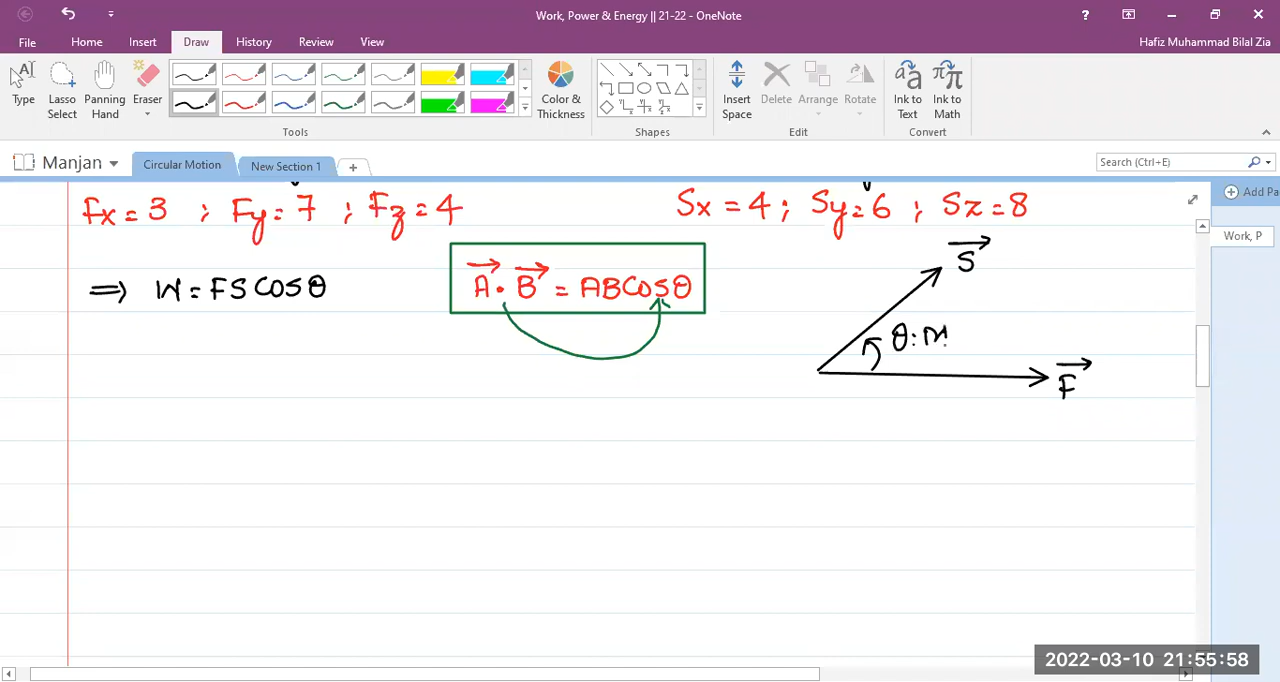 Work, Power & Energy || 21-22 - OneNote
?
File Home Insert Draw History Review View
Hafiz Muhammad Bilal Zia
Type
Lasso Select
Panning Hand
Eraser
Color & Thickness
Insert Space
Delete
Arrange
Rotate
Ink to Text
Ink to Math
Tools
Shapes
Edit
Convert
Manjan
Circular Motion
New Section 1
Search (Ctrl+E)
Add Pa
Work, P
Fx = 3 ; Fy = 7 ; Fz = 4
Sx = 4 ; Sy = 6 ; Sz = 8
⇒ W = FS COSθ
A⃗ · B⃗ = ABCOSθ
S⃗
θ:
F⃗
2022-03-10 21:55:58